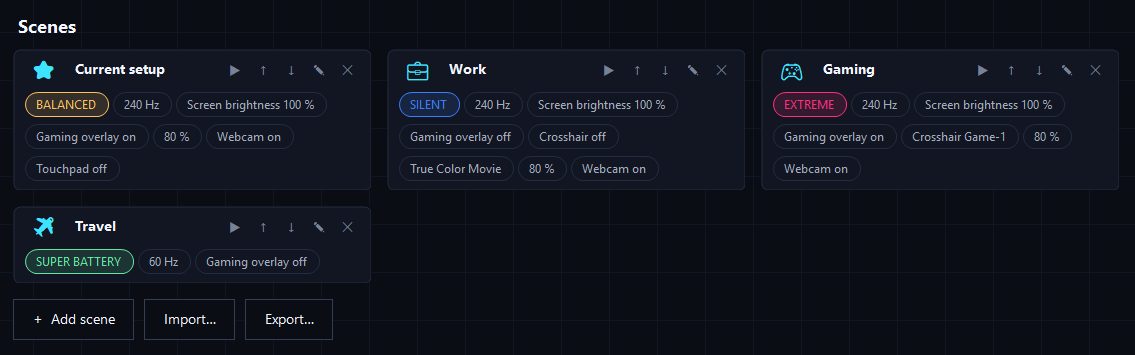 Scenes
Current setup
BALANCED 240 Hz Screen brightness 100 %
Gaming overlay on 80 % Webcam on
Touchpad off
Work
SILENT 240 Hz Screen brightness 100 %
Gaming overlay off Crosshair off
True Color Movie 80 % Webcam on
Gaming
EXTREME 240 Hz Screen brightness 100 %
Gaming overlay on Crosshair Game-1 80 %
Webcam on
Travel
SUPER BATTERY 60 Hz Gaming overlay off
+ Add scene Import... Export...